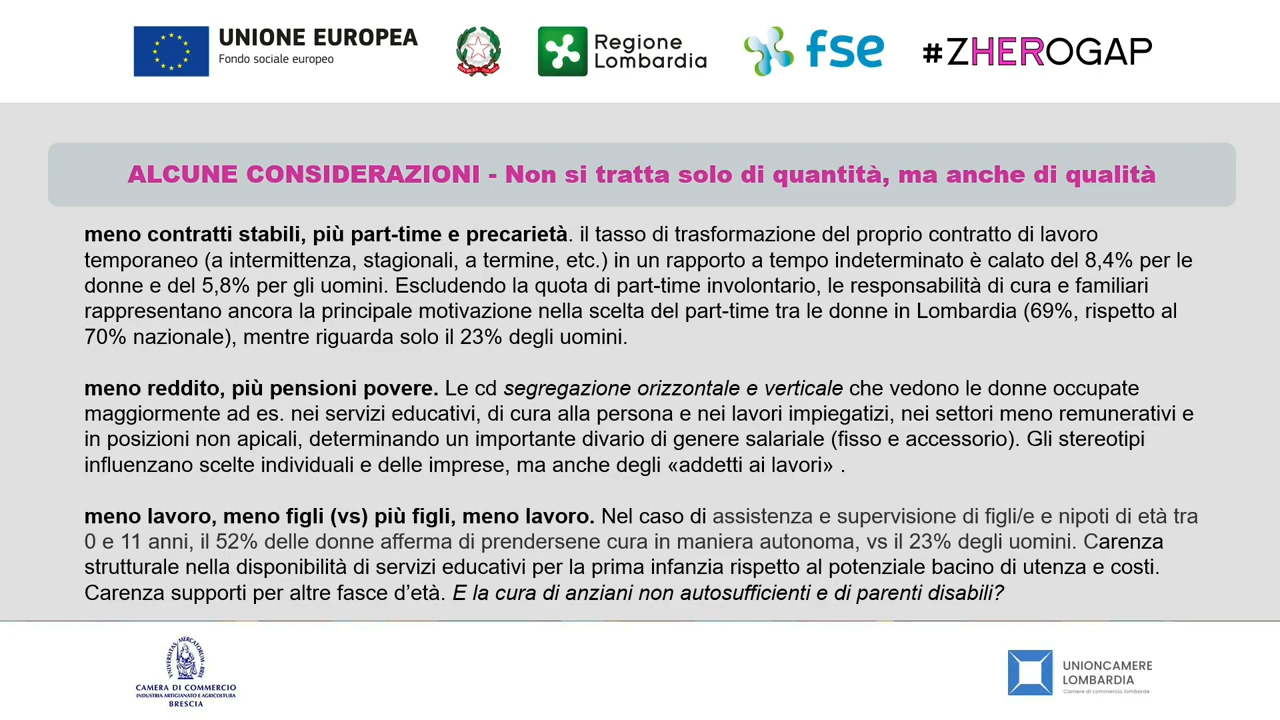 UNIONE EUROPEA
Fondo sociale europeo
Regione
Lombardia
fse
#ZHEROGAP
ALCUNE CONSIDERAZIONI - Non si tratta solo di quantità, ma anche di qualità
meno contratti stabili, più part-time e precarietà. il tasso di trasformazione del proprio contratto di lavoro
temporaneo (a intermittenza, stagionali, a termine, etc.) in un rapporto a tempo indeterminato è calato del 8,4% per le
donne e del 5,8% per gli uomini. Escludendo la quota di part-time involontario, le responsabilità di cura e familiari
rappresentano ancora la principale motivazione nella scelta del part-time tra le donne in Lombardia (69%, rispetto al
70% nazionale), mentre riguarda solo il 23% degli uomini.
meno reddito, più pensioni povere. Le cd segregazione orizzontale e verticale che vedono le donne occupate
maggiormente ad es. nei servizi educativi, di cura alla persona e nei lavori impiegatizi, nei settori meno remunerativi e
in posizioni non apicali, determinando un importante divario di genere salariale (fisso e accessorio). Gli stereotipi
influenzano scelte individuali e delle imprese, ma anche degli «addetti ai lavori» .
meno lavoro, meno figli (vs) più figli, meno lavoro. Nel caso di assistenza e supervisione di figli/e e nipoti di età tra
0 e 11 anni, il 52% delle donne afferma di prendersene cura in maniera autonoma, vs il 23% degli uomini. Carenza
strutturale nella disponibilità di servizi educativi per la prima infanzia rispetto al potenziale bacino di utenza e costi.
Carenza supporti per altre fasce d'età. E la cura di anziani non autosufficienti e di parenti disabili?
CAMERA DI COMMERCIO
INDUSTRIA ARTIGIANATO E AGRICOLTURA
BRESCIA
UNIONCAMERE
LOMBARDIA
Camere di commercio lombarde